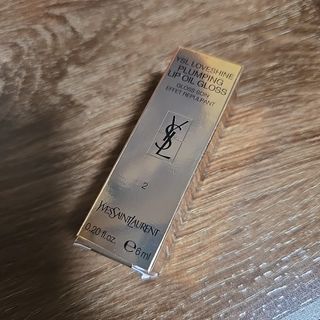 YSL LOVESHINE
PLUMPING
LIP OIL GLOSS
GLOSS SOIN
EFFET REPULPANT
YSL
2
YVESSAINTLAURENT
0.20 fl.oz. ℮ 6 ml